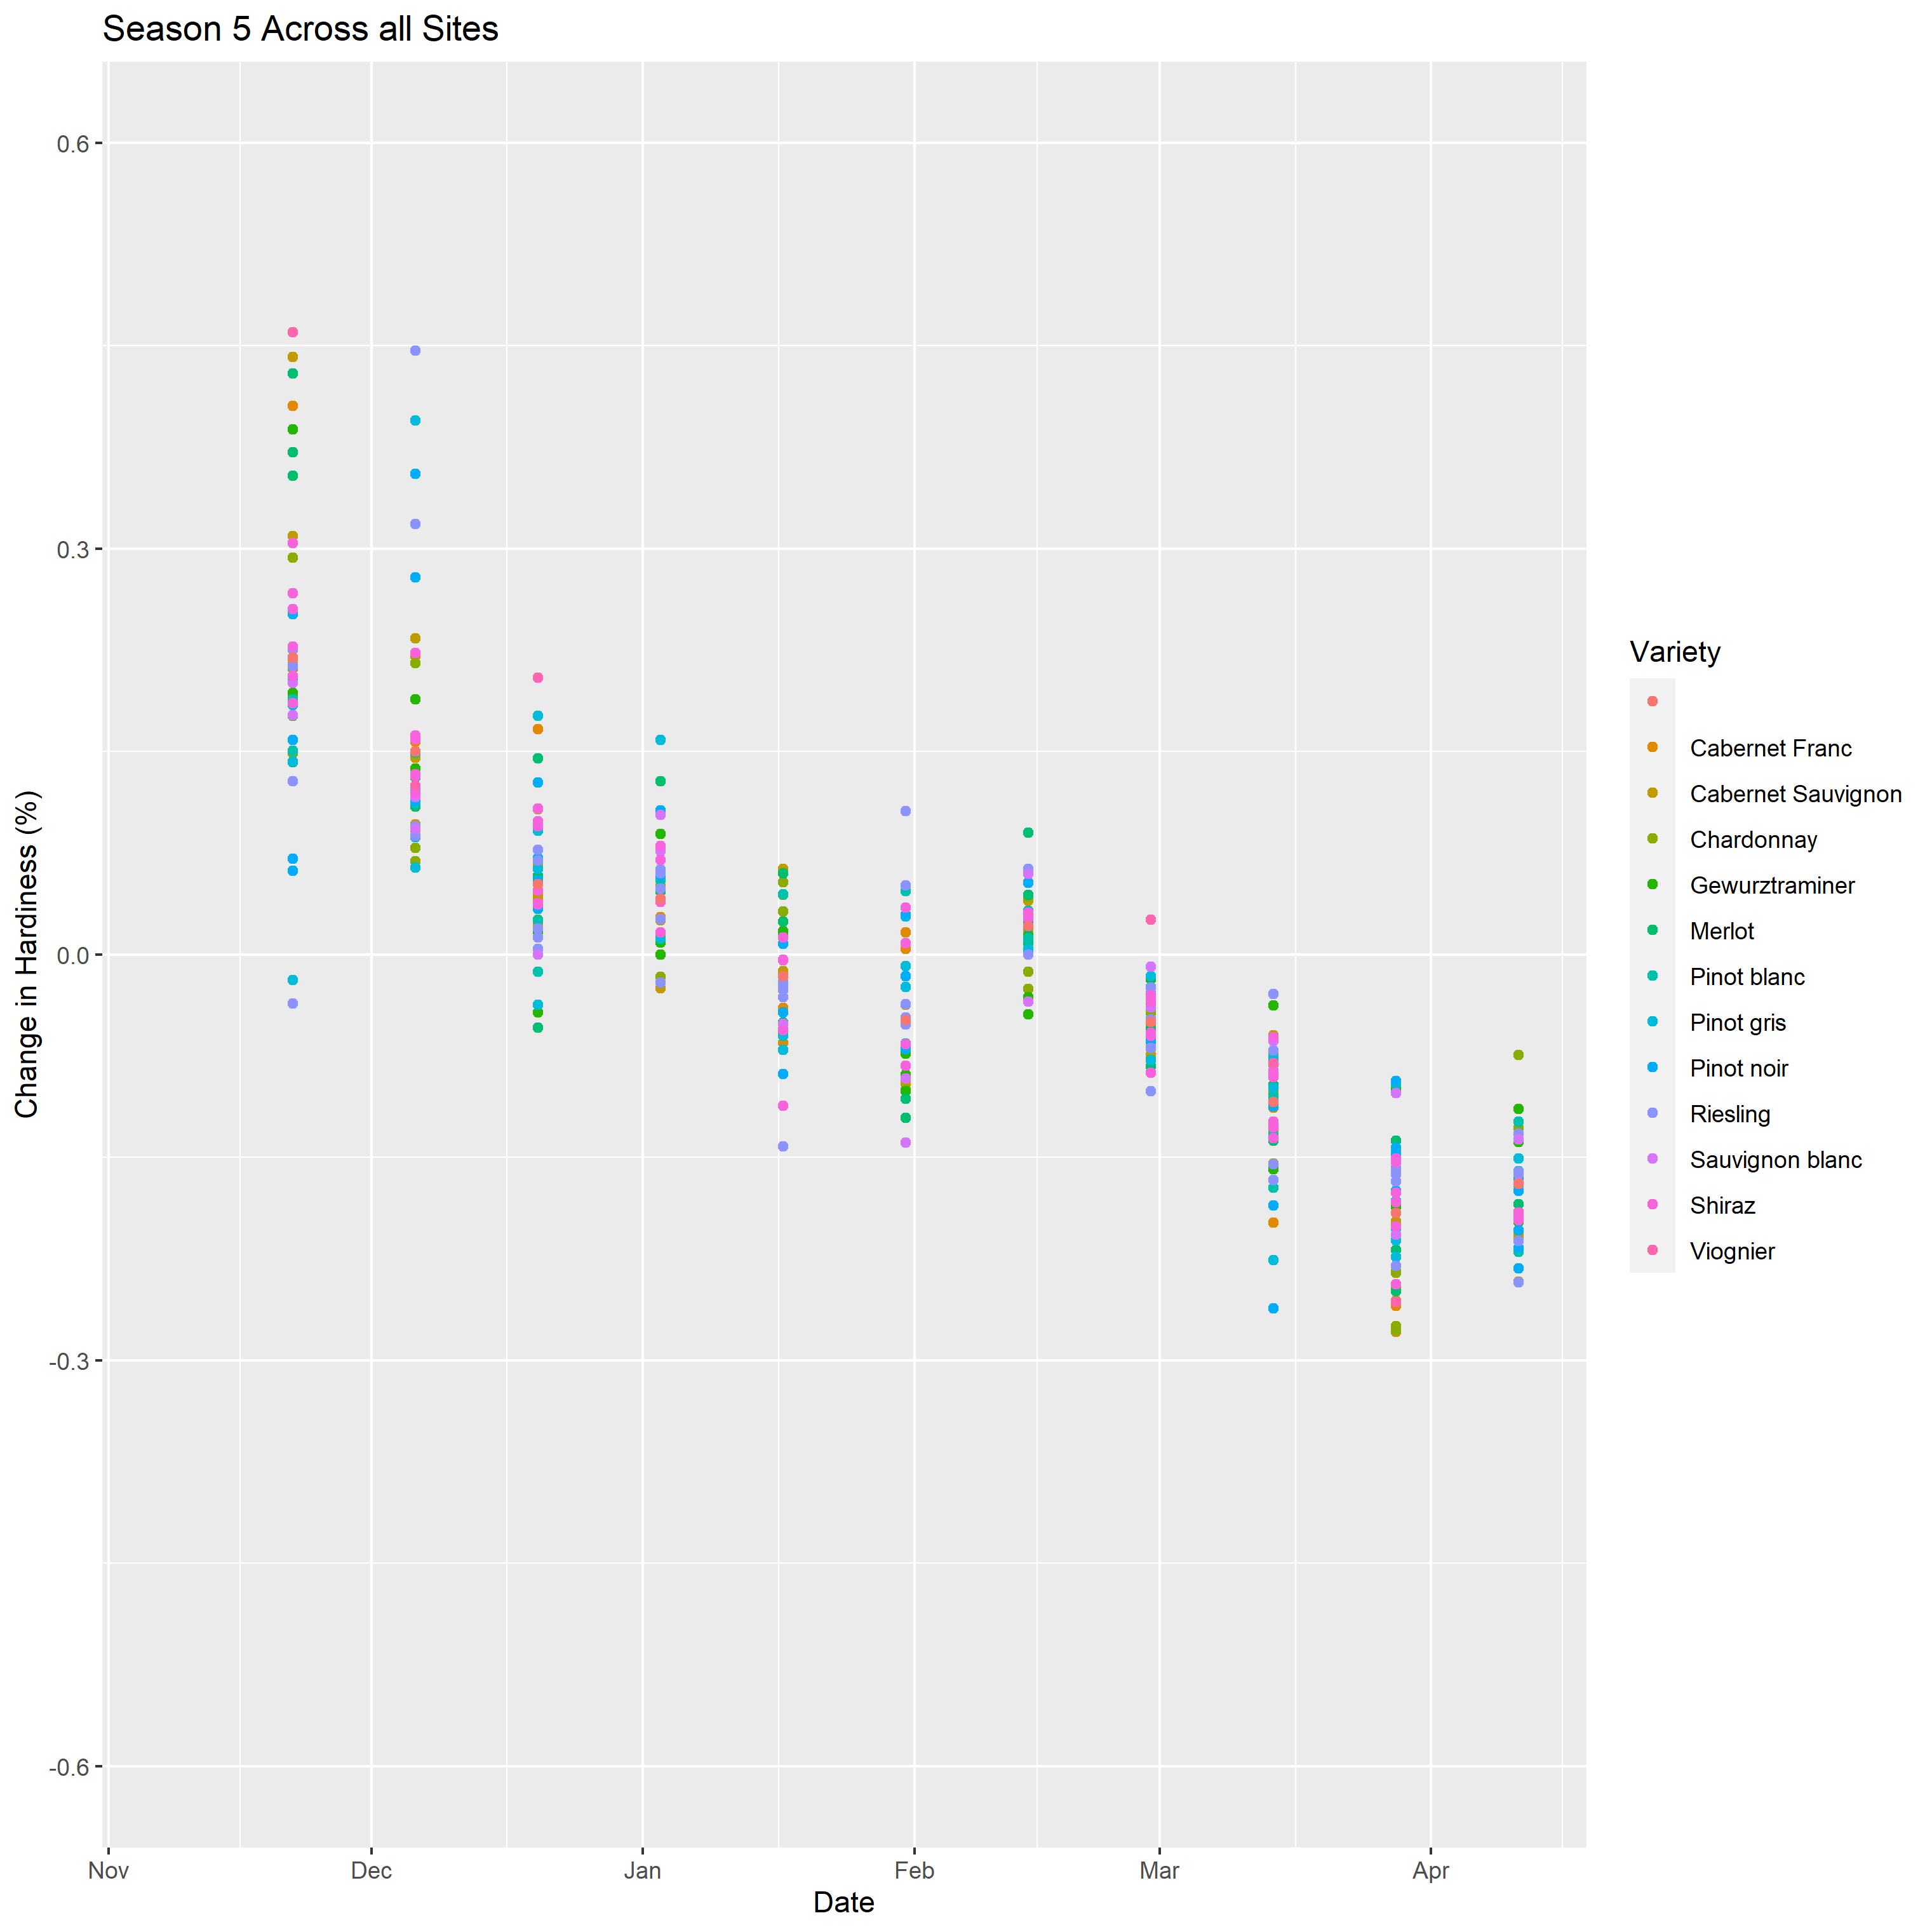 Season 5 Across all Sites
0.6
0.3
0.0
-0.3
-0.6
Change in Hardiness (%)
Nov Dec Jan Feb Mar Apr
Date
Variety
Cabernet Franc
Cabernet Sauvignon
Chardonnay
Gewurztraminer
Merlot
Pinot blanc
Pinot gris
Pinot noir
Riesling
Sauvignon blanc
Shiraz
Viognier